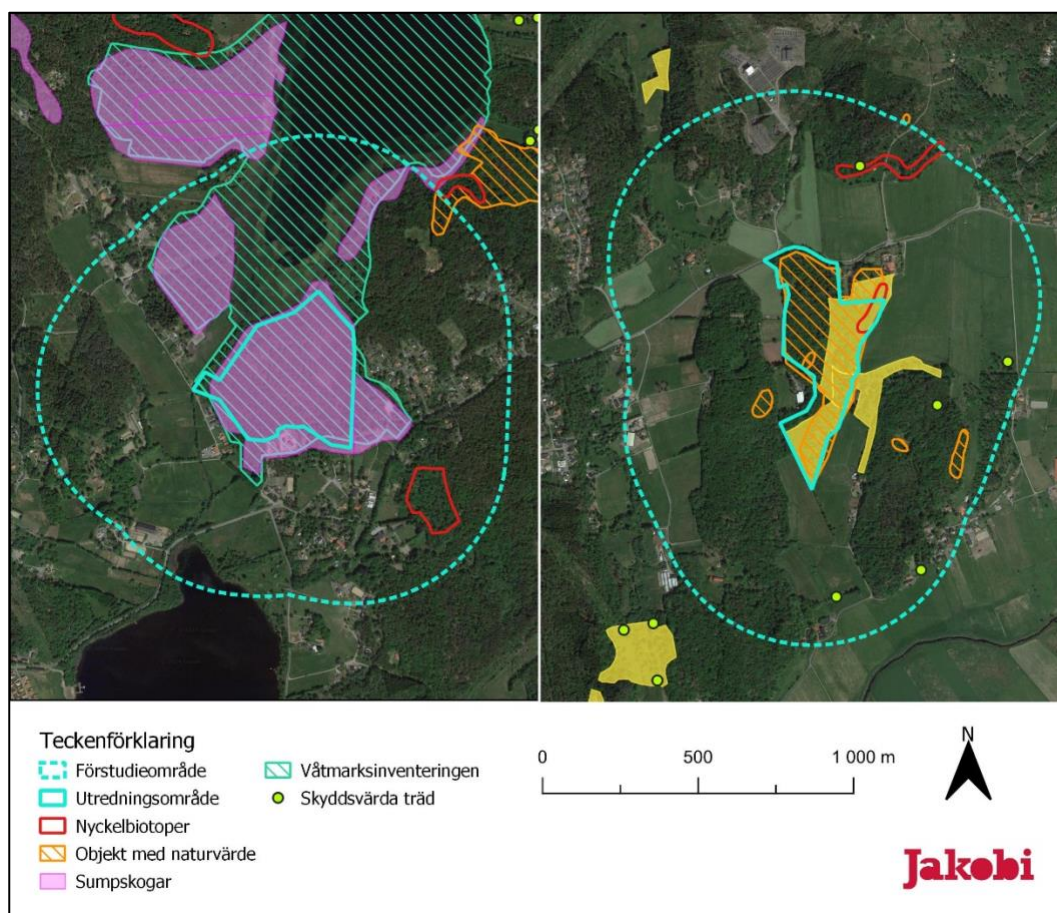 Teckenförklaring
Förstudieområde
Utredningsområde
Nyckelbiotoper
Objekt med naturvärde
Sumpskogar
Våtmarksinventeringen
Skyddsvärda träd
0 500 1 000 m
N
Jakobi